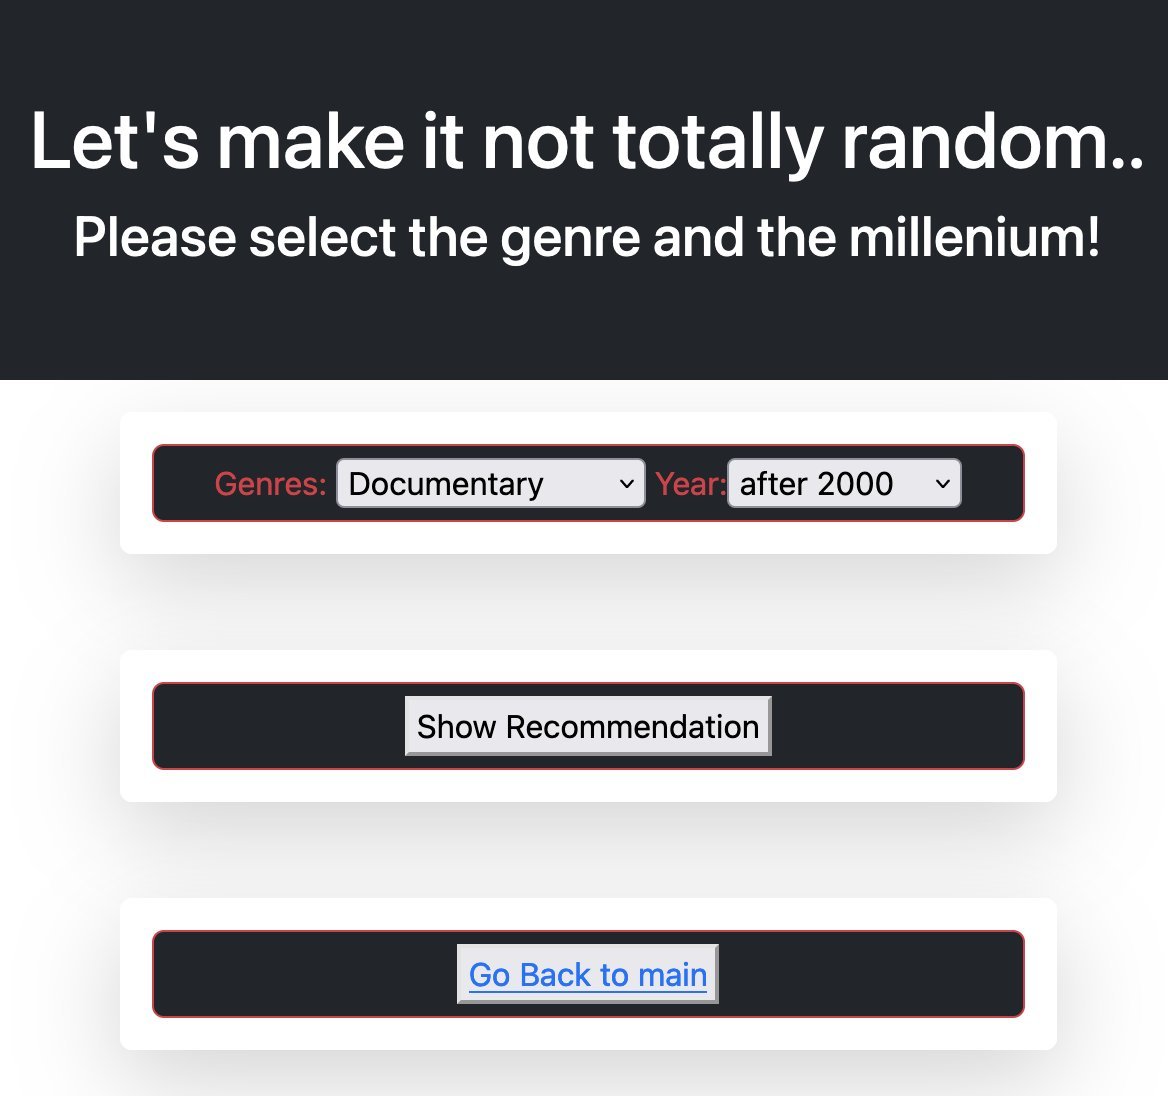 Let's make it not totally random..
Please select the genre and the millenium!
Genres: Documentary Year: after 2000
Show Recommendation
Go Back to main